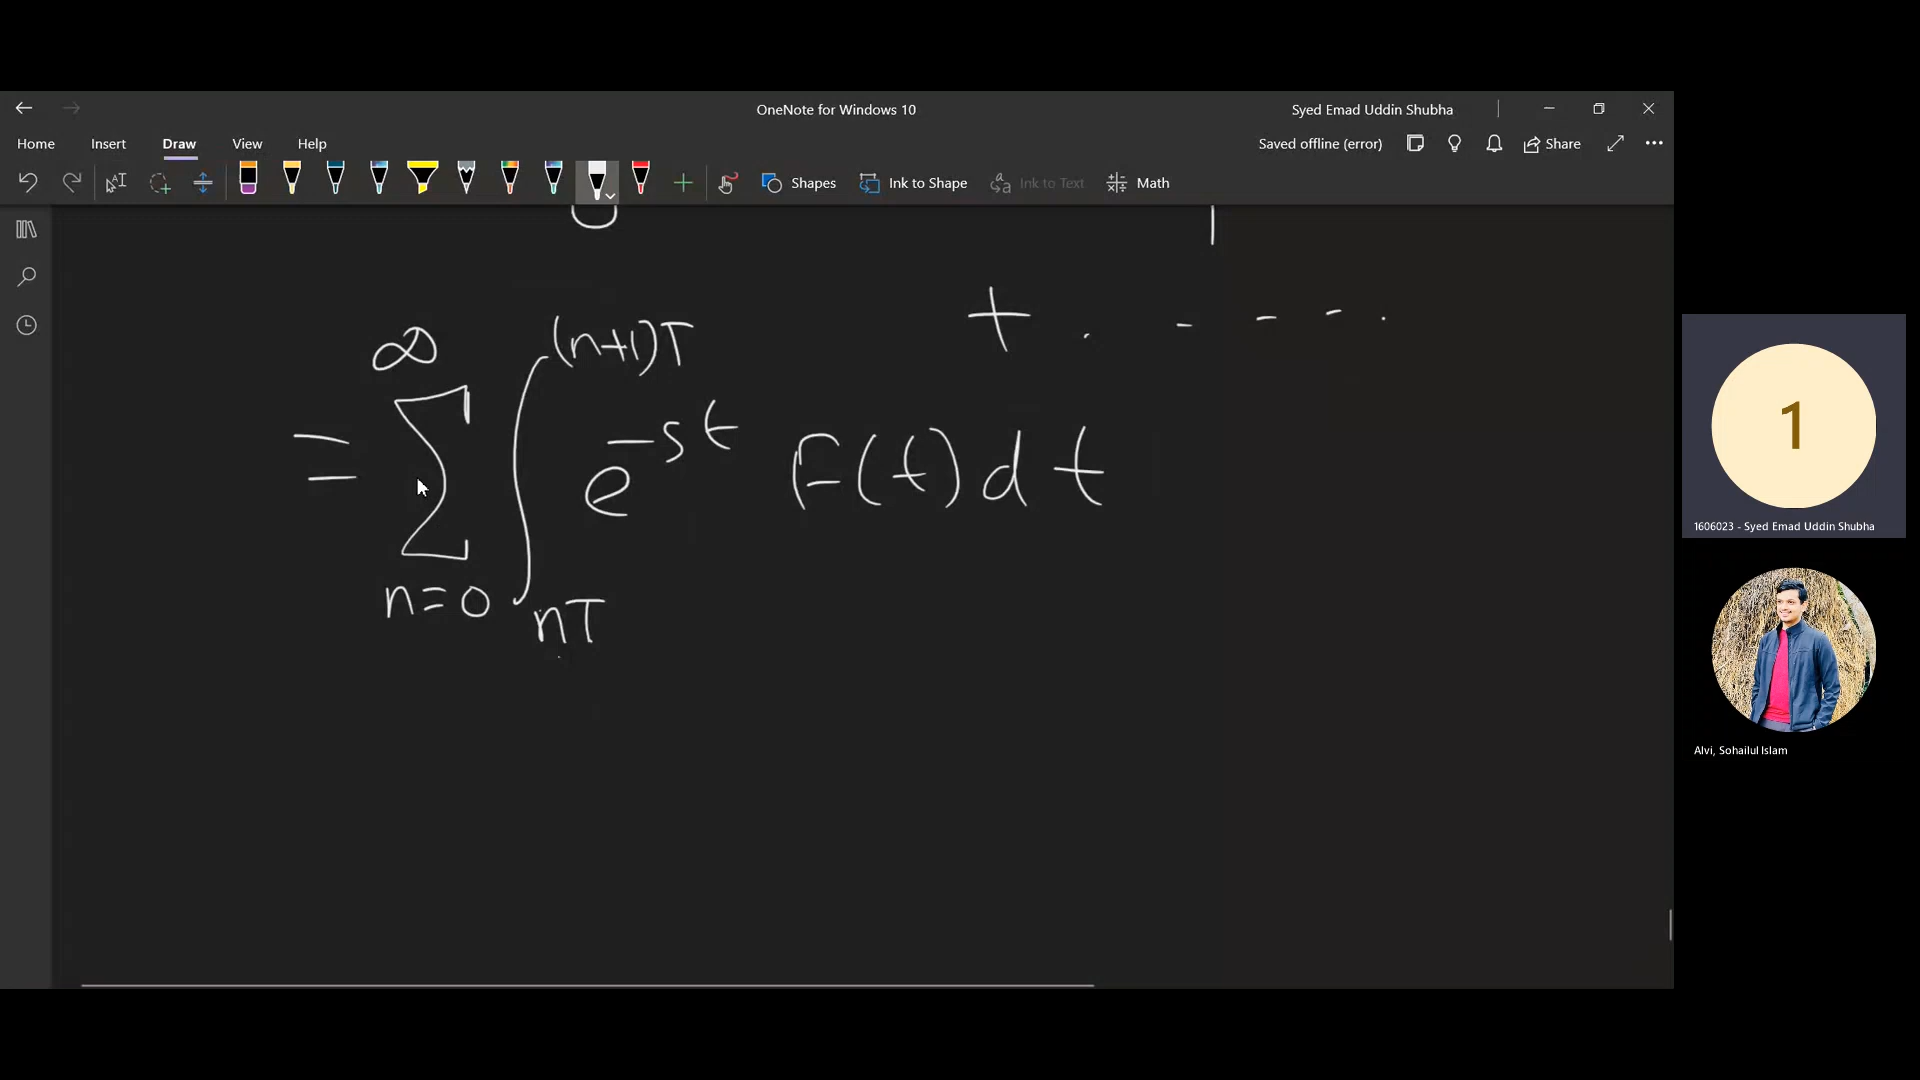 OneNote for Windows 10
Syed Emad Uddin Shubha
Home Insert Draw View Help
Saved offline (error) Share
Shapes Ink to Shape Ink to Text Math
+ . - - - .
= ∞ Σ n=0 ∫ (n+1)T nT e^-st F(t)dt
1
1606023 - Syed Emad Uddin Shubha
Alvi, Sohailul Islam